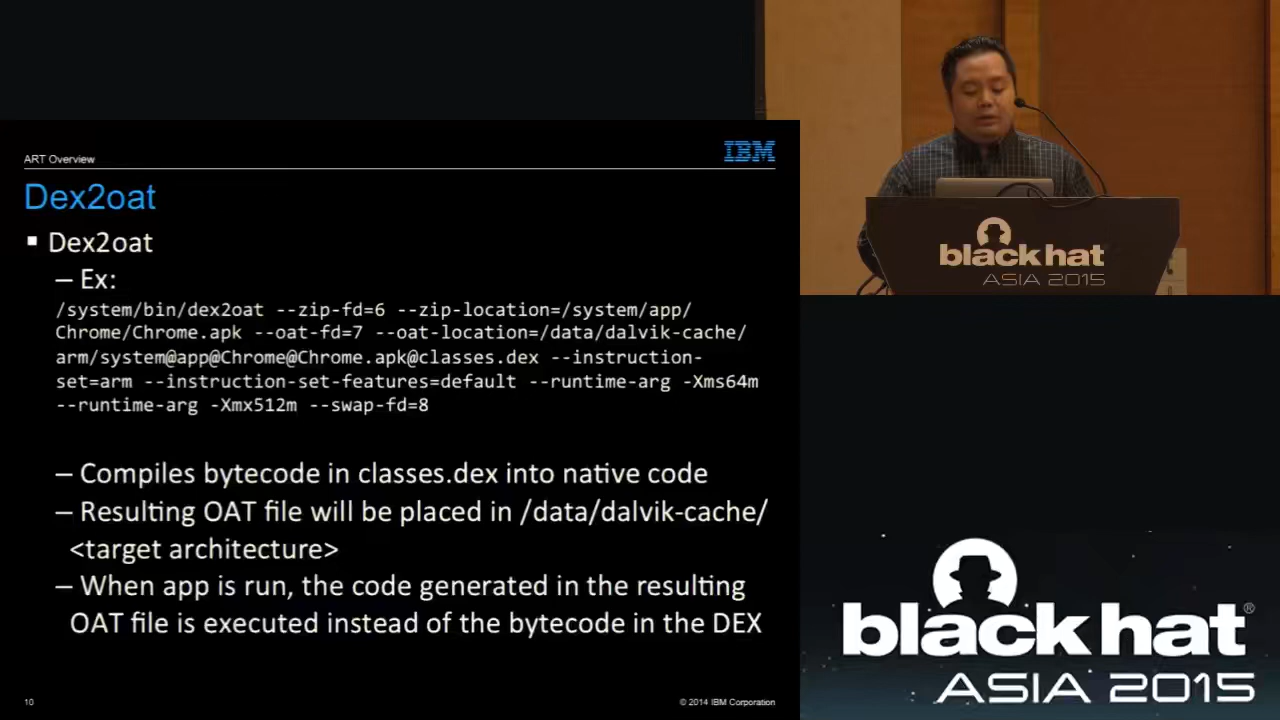 ART Overview
IBM
Dex2oat
▪ Dex2oat
– Ex:
/system/bin/dex2oat --zip-fd=6 --zip-location=/system/app/
Chrome/Chrome.apk --oat-fd=7 --oat-location=/data/dalvik-cache/
arm/system@app@Chrome@Chrome.apk@classes.dex --instruction-
set=arm --instruction-set-features=default --runtime-arg -Xms64m
--runtime-arg -Xmx512m --swap-fd=8
– Compiles bytecode in classes.dex into native code
– Resulting OAT file will be placed in /data/dalvik-cache/
<target architecture>
– When app is run, the code generated in the resulting
OAT file is executed instead of the bytecode in the DEX
10
© 2014 IBM Corporation
black hat
ASIA 2015
black hat®
ASIA 2015